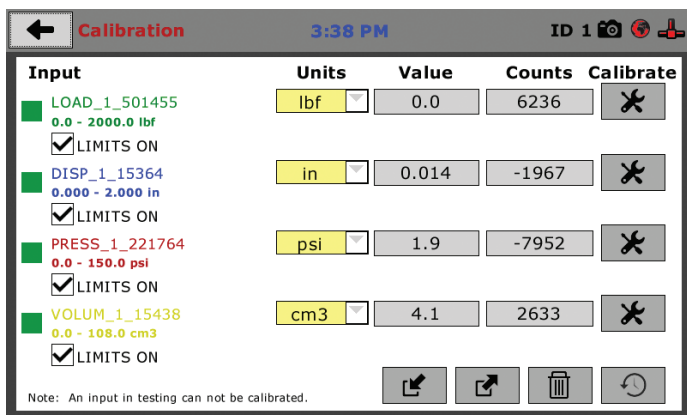 Calibration 3:38 PM ID 1
Input Units Value Counts Calibrate
LOAD_1_501455 lbf 0.0 6236
0.0 - 2000.0 lbf
LIMITS ON
DISP_1_15364 in 0.014 -1967
0.000 - 2.000 in
LIMITS ON
PRESS_1_221764 psi 1.9 -7952
0.0 - 150.0 psi
LIMITS ON
VOLUM_1_15438 cm3 4.1 2633
0.0 - 108.0 cm3
LIMITS ON
Note: An input in testing can not be calibrated.